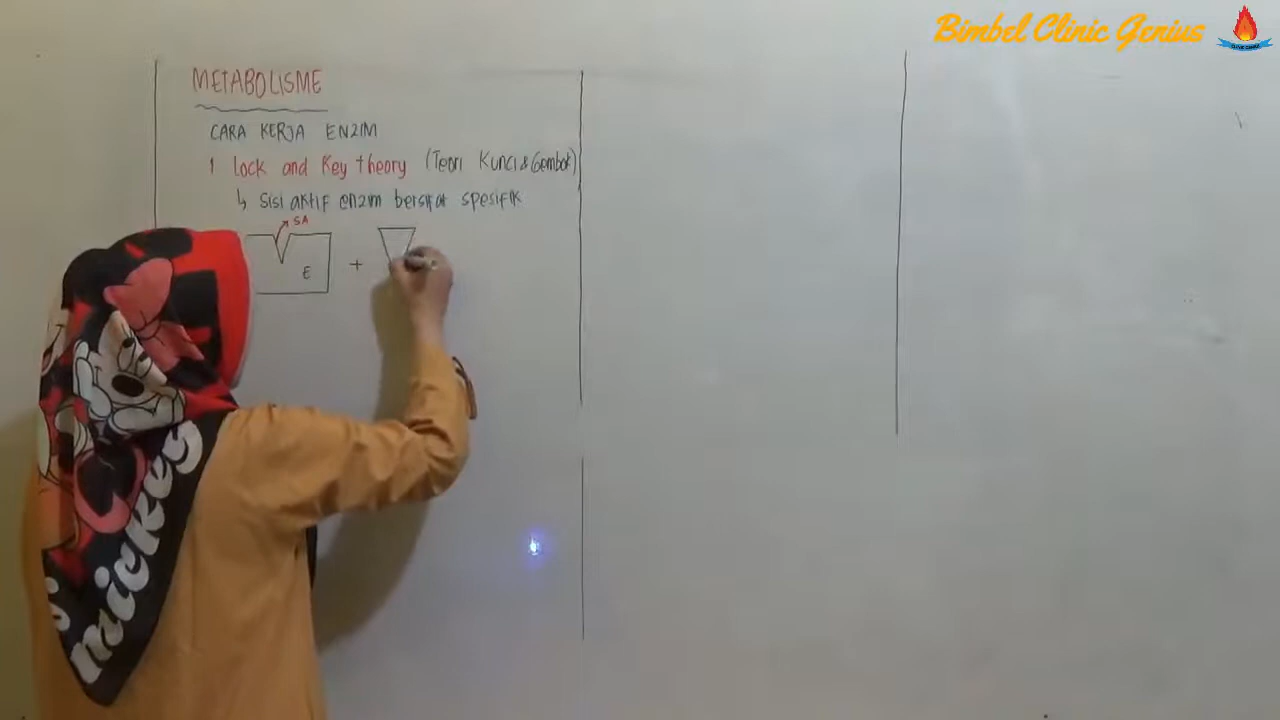 Bimbel Clinic Genius
METABOLISME
CARA KERJA ENZIM
1 Lock and Key theory (Teori Kunci & Gembok)
↳ Sisi aktif enzim bersifat spesifik
SA
E
+
mickey